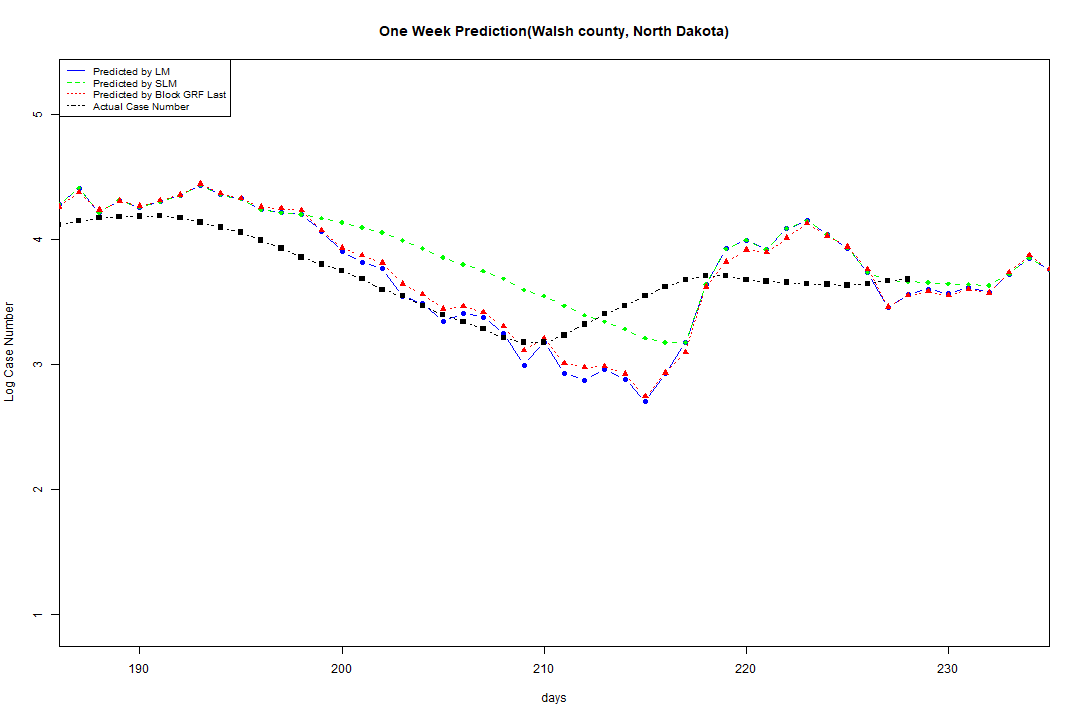 One Week Prediction(Walsh county, North Dakota)
Predicted by LM
Predicted by SLM
Predicted by Block GRF Last
Actual Case Number
5
4
3
2
1
Log Case Number
190 200 210 220 230
days